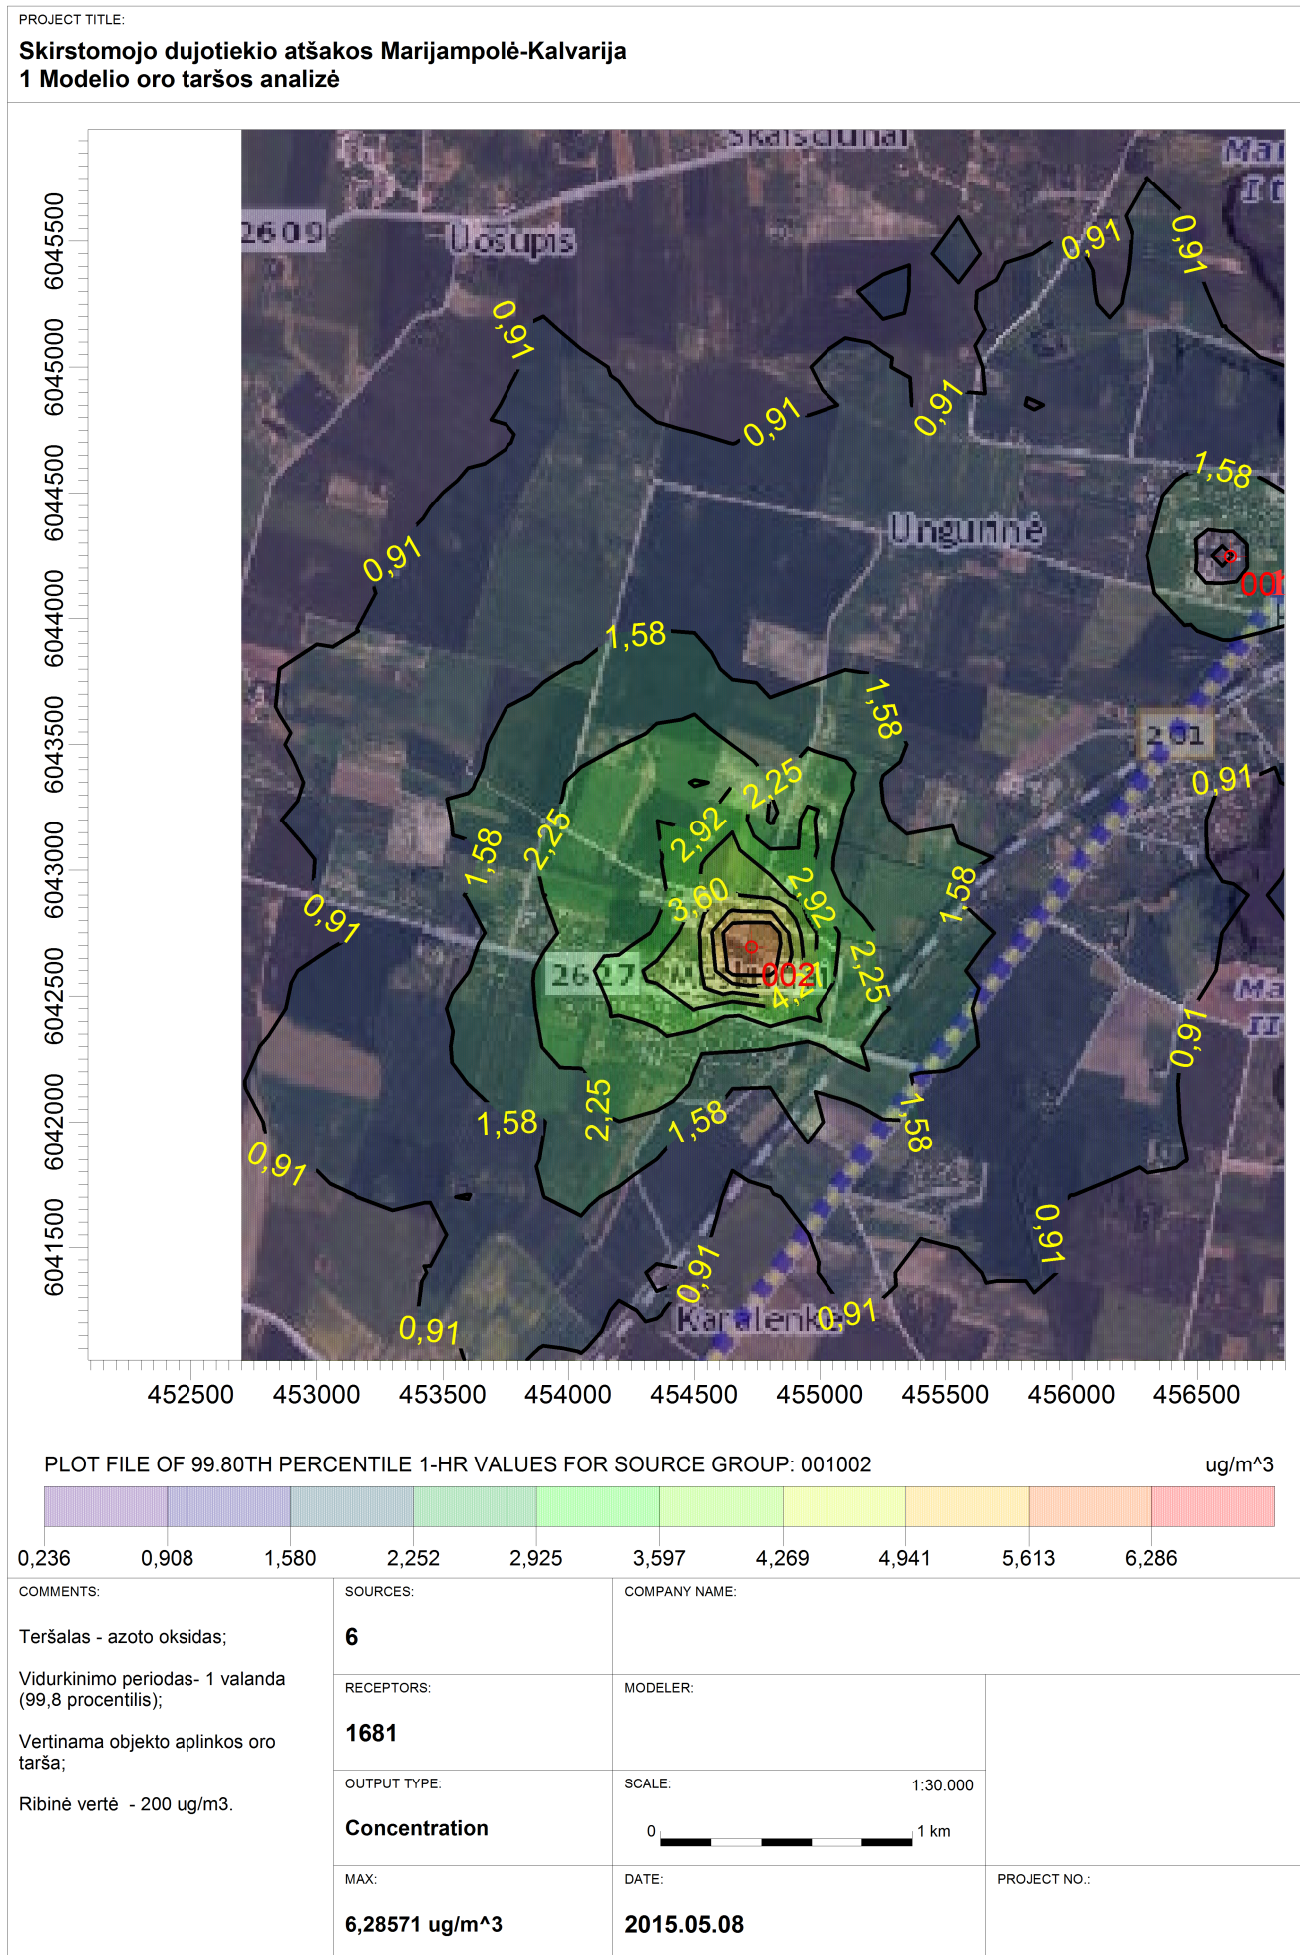 PROJECT TITLE:
Skirstomojo dujotiekio atšakos Marijampolė-Kalvarija
1 Modelio oro taršos analizė
2609
Uosupis
0,91
0,91
0,91
0,91
0,91
1,58
Ungurinė
001
0,91
1,58
1,58
201
0,91
2,25
2,92
2,25
1,58
3,60
2,92
1,58
0,91
2627
002
4,27
2,25
0,91
II
2,25
1,58
1,58
1,58
0,91
0,91
0,91
0,91
0,91
Karalenkė
6045500
6045000
6044500
6044000
6043500
6043000
6042500
6042000
6041500
452500 453000 453500 454000 454500 455000 455500 456000 456500
PLOT FILE OF 99.80TH PERCENTILE 1-HR VALUES FOR SOURCE GROUP: 001002 ug/m^3
0,236 0,908 1,580 2,252 2,925 3,597 4,269 4,941 5,613 6,286
COMMENTS:
Teršalas - azoto oksidas;
Vidurkinimo periodas- 1 valanda
(99,8 procentilis);
Vertinama objekto aplinkos oro
tarša;
Ribinė vertė - 200 ug/m3.
SOURCES:
6
RECEPTORS:
1681
OUTPUT TYPE:
Concentration
MAX:
6,28571 ug/m^3
COMPANY NAME:
MODELER:
SCALE: 1:30.000
0 1 km
DATE:
2015.05.08
PROJECT NO.: